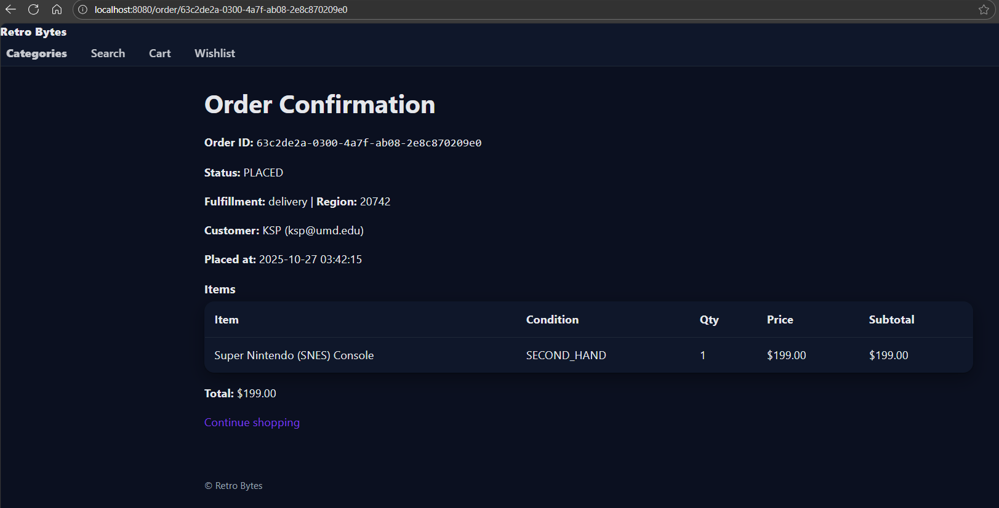 localhost:8080/order/63c2de2a-0300-4a7f-ab08-2e8c870209e0
Retro Bytes
Categories Search Cart Wishlist
Order Confirmation
Order ID: 63c2de2a-0300-4a7f-ab08-2e8c870209e0
Status: PLACED
Fulfillment: delivery | Region: 20742
Customer: KSP (ksp@umd.edu)
Placed at: 2025-10-27 03:42:15
Items
Item Condition Qty Price Subtotal
Super Nintendo (SNES) Console SECOND_HAND 1 $199.00 $199.00
Total: $199.00
Continue shopping
© Retro Bytes